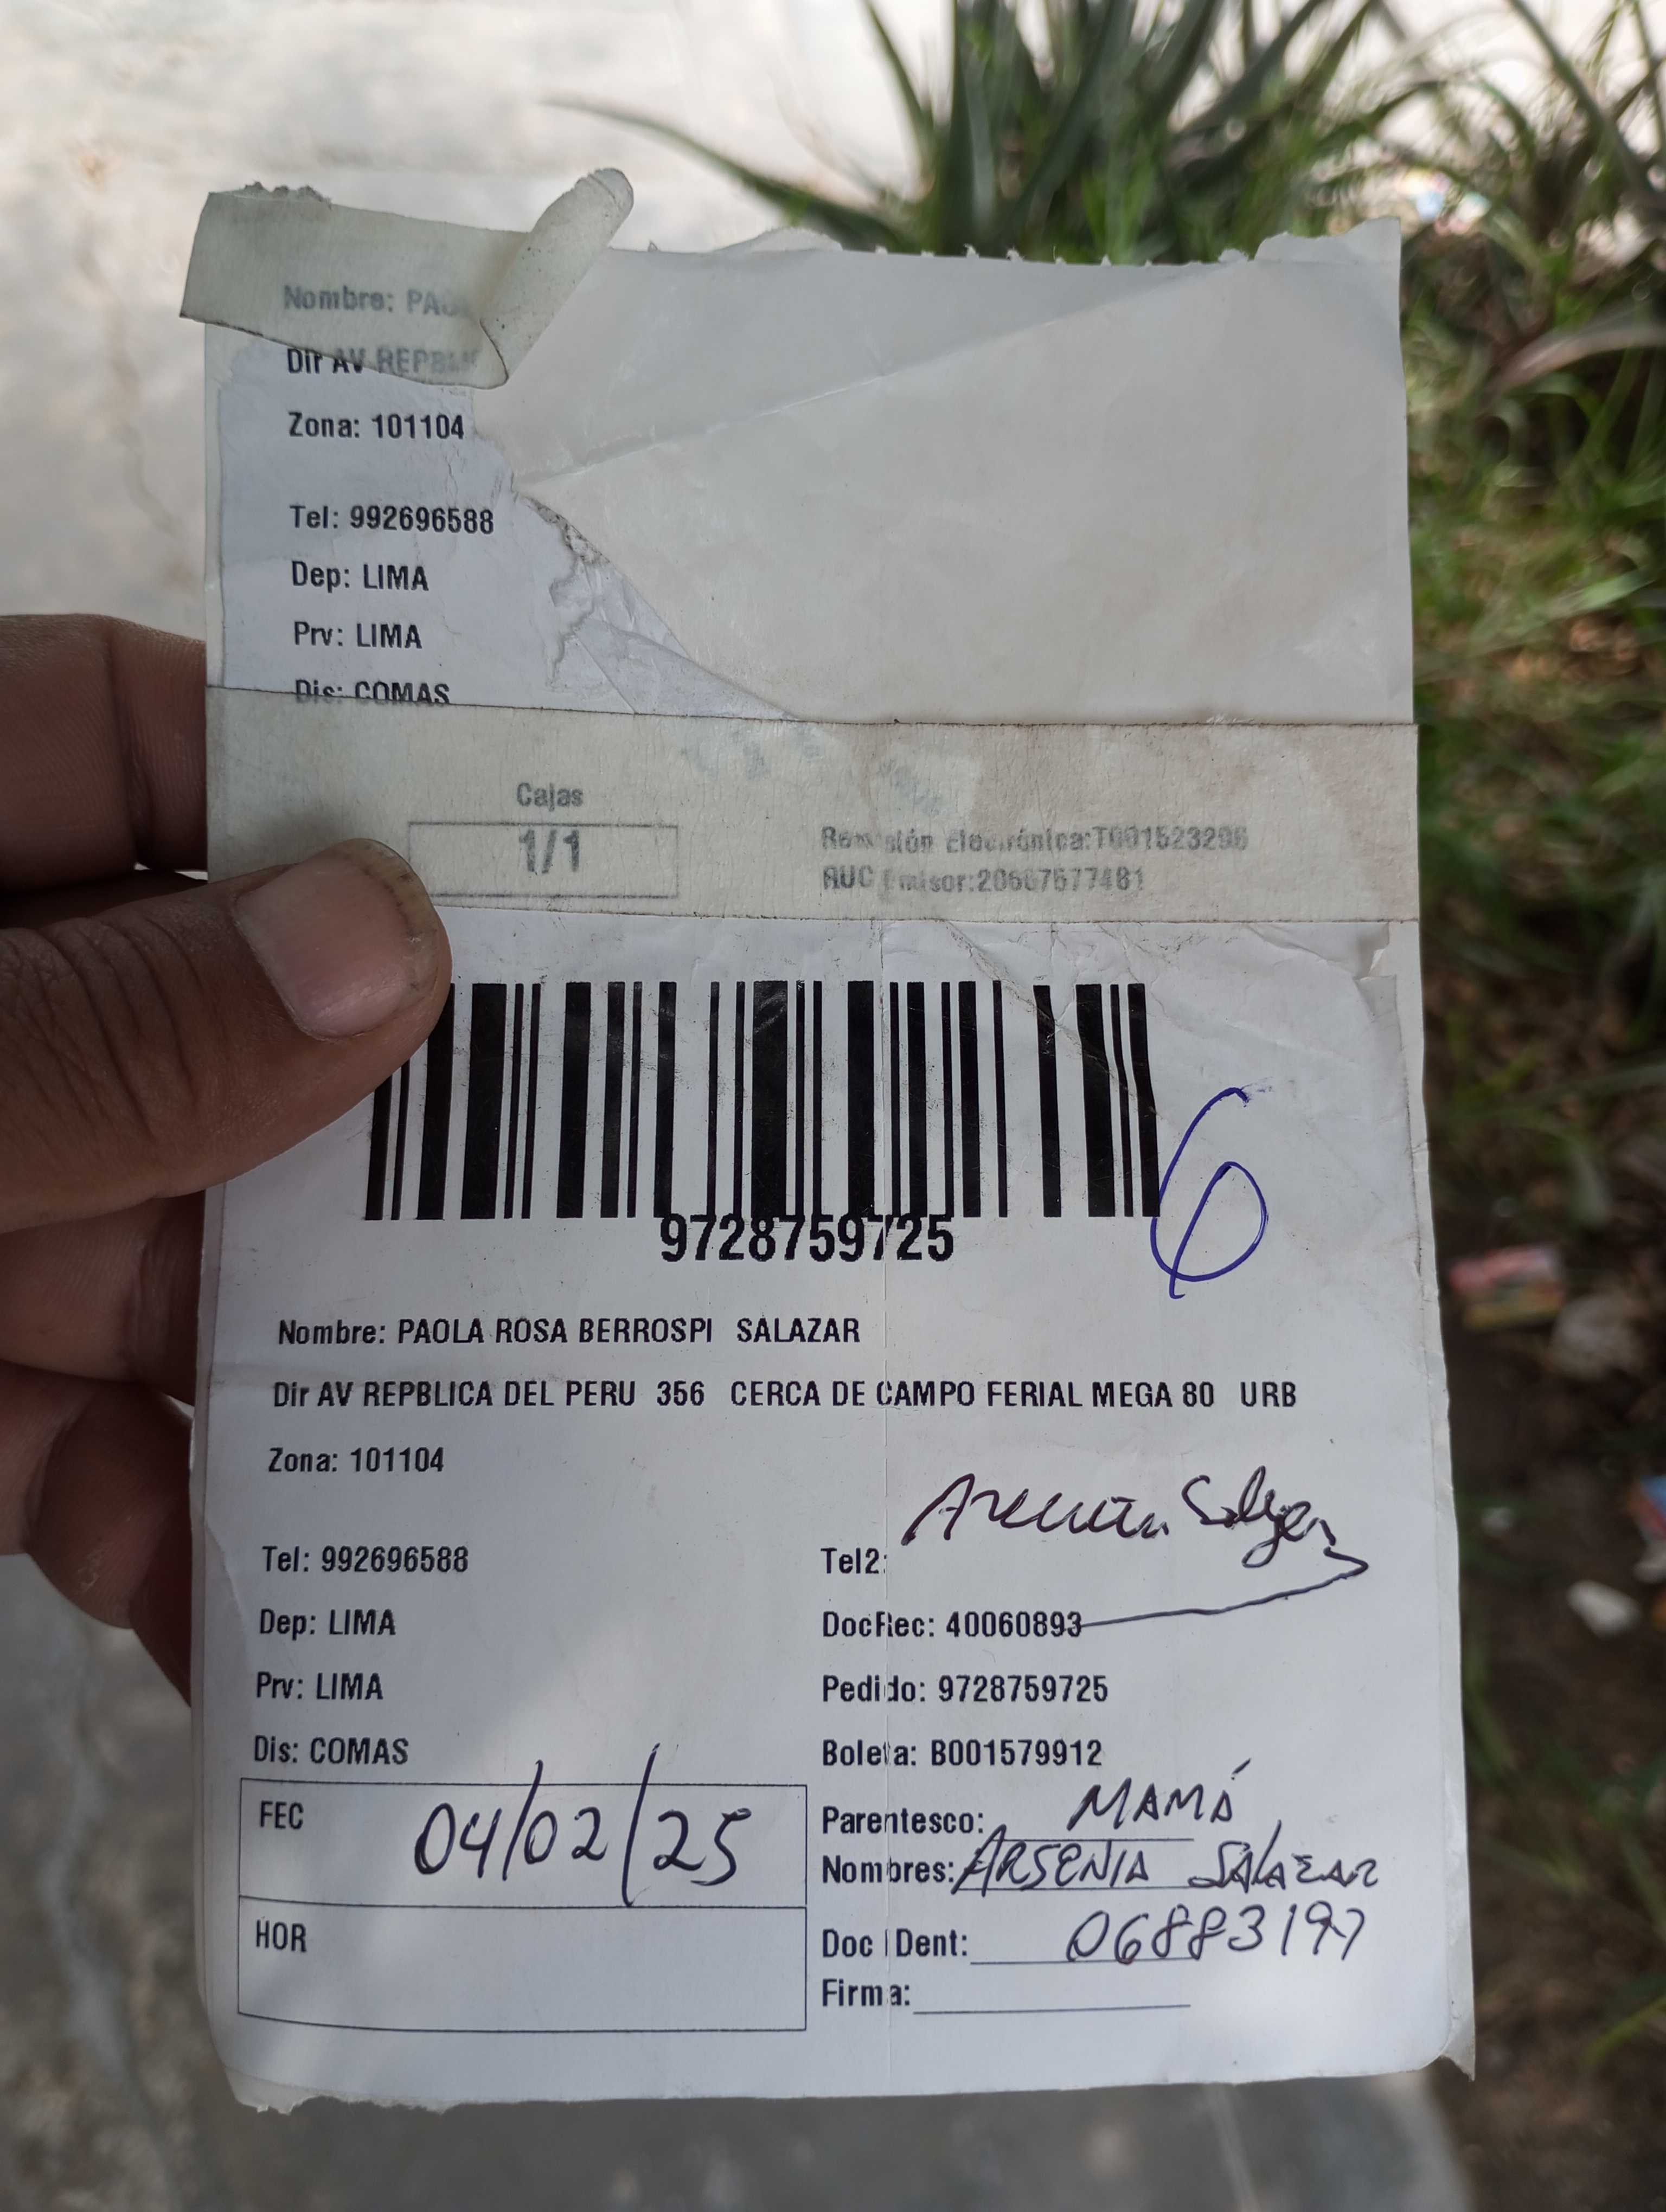 Nombre:
Dir AV
Zona: 101104
Tel: 992696588
Dep: LIMA
Prv: LIMA
Dis: COMAS
Cajas
1/1
9728759725
6
Nombre: PAOLA ROSA BERROSPI SALAZAR
Dir AV REPBLICA DEL PERU 356 CERCA DE CAMPO FERIAL MEGA 80 URB
Zona: 101104
Tel: 992696588 Tel2:
Dep: LIMA DocRec: 40060893
Prv: LIMA Pedido: 9728759725
Dis: COMAS Boleta: B001579912
FEC 04/02/25 Parentesco: MAMÁ
Nombres: ARSENIA SALAZAR
HOR Doc IDent: 06883197
Firma: